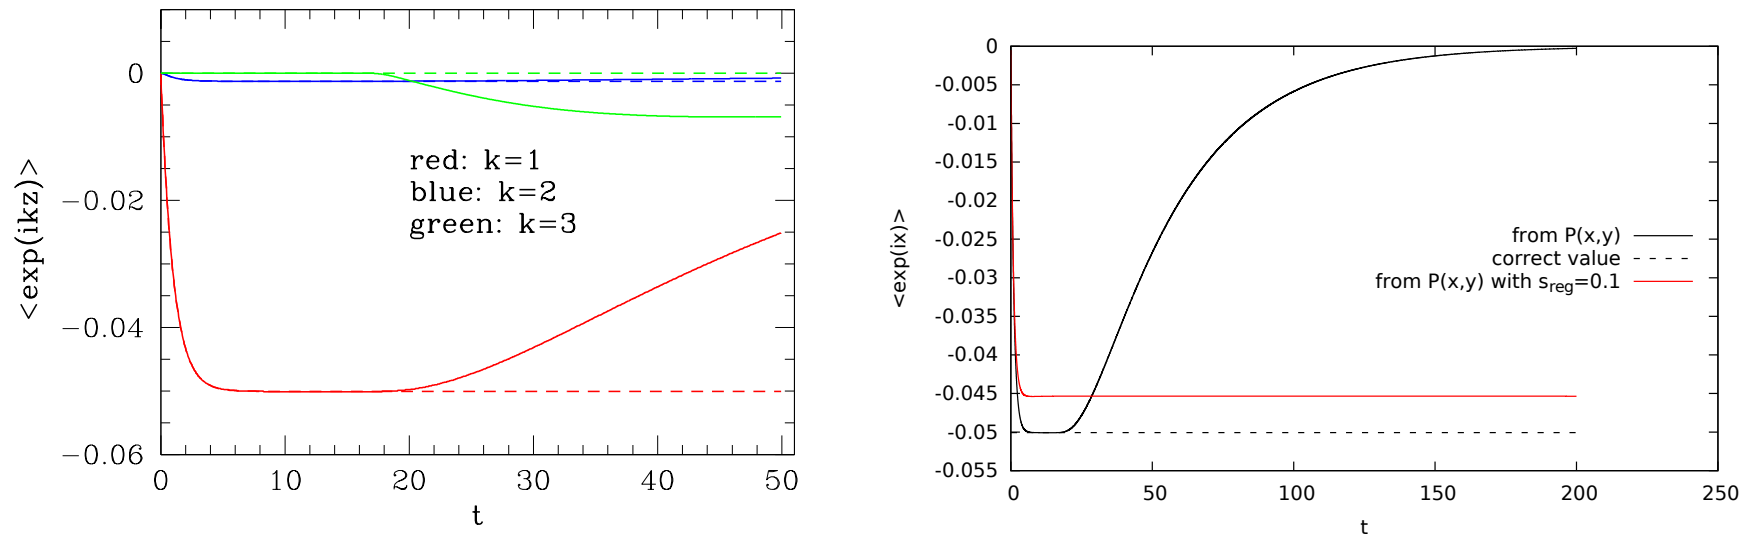 <exp(ikz)>
0
−0.02
−0.04
−0.06
red: k=1
blue: k=2
green: k=3
0 10 20 30 40 50
t
<exp(ix)>
0
-0.005
-0.01
-0.015
-0.02
-0.025
-0.03
-0.035
-0.04
-0.045
-0.05
-0.055
from P(x,y)
correct value
from P(x,y) with sreg=0.1
0 50 100 150 200 250
t